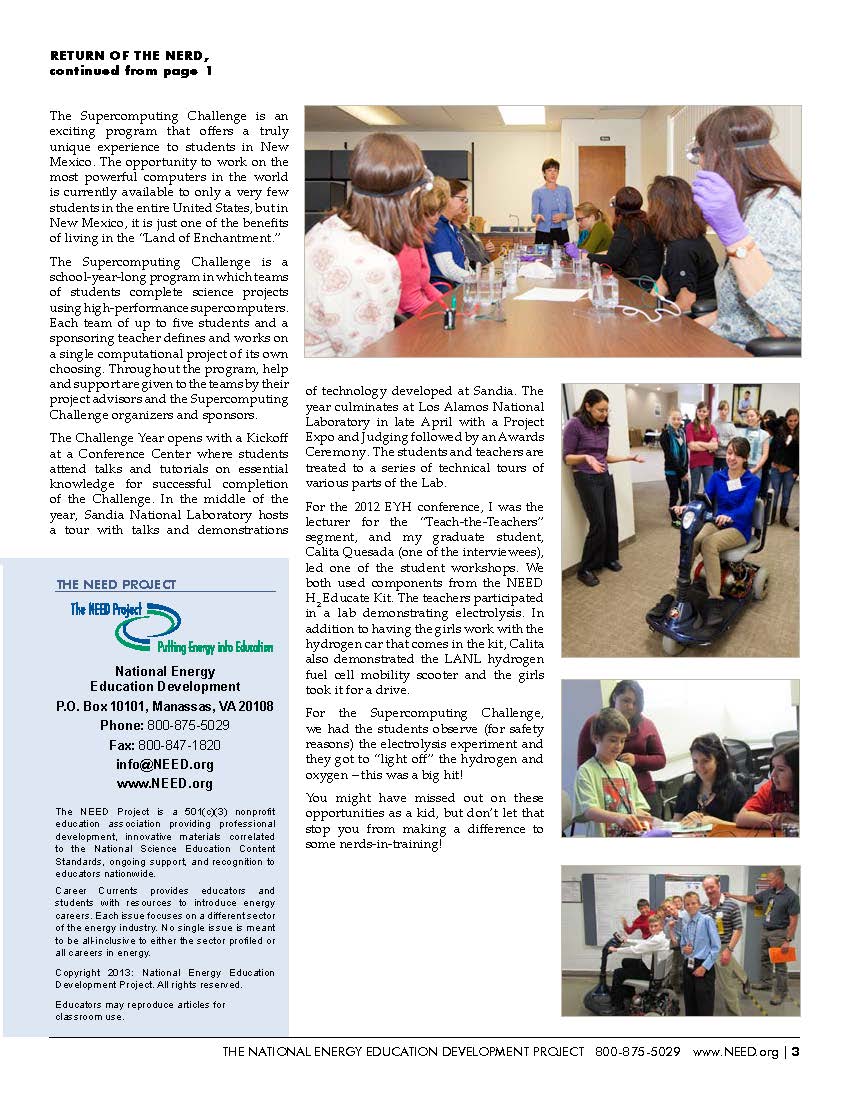 RETURN OF THE NERD,
continued from page 1
The Supercomputing Challenge is an
exciting program that offers a truly
unique experience to students in New
Mexico. The opportunity to work on the
most powerful computers in the world
is currently available to only a very few
students in the entire United States, but in
New Mexico, it is just one of the benefits
of living in the “Land of Enchantment.”
The Supercomputing Challenge is a
school-year-long program in which teams
of students complete science projects
using high-performance supercomputers.
Each team of up to five students and a
sponsoring teacher defines and works on
a single computational project of its own
choosing. Throughout the program, help
and support are given to the teams by their
project advisors and the Supercomputing
Challenge organizers and sponsors.
The Challenge Year opens with a Kickoff
at a Conference Center where students
attend talks and tutorials on essential
knowledge for successful completion
of the Challenge. In the middle of the
year, Sandia National Laboratory hosts
a tour with talks and demonstrations
of technology developed at Sandia. The
year culminates at Los Alamos National
Laboratory in late April with a Project
Expo and Judging followed by an Awards
Ceremony. The students and teachers are
treated to a series of technical tours of
various parts of the Lab.
For the 2012 EYH conference, I was the
lecturer for the “Teach-the-Teachers”
segment, and my graduate student,
Calita Quesada (one of the interviewees),
led one of the student workshops. We
both used components from the NEED
H₂Educate Kit. The teachers participated
in a lab demonstrating electrolysis. In
addition to having the girls work with the
hydrogen car that comes in the kit, Calita
also demonstrated the LANL hydrogen
fuel cell mobility scooter and the girls
took it for a drive.
For the Supercomputing Challenge,
we had the students observe (for safety
reasons) the electrolysis experiment and
they got to “light off” the hydrogen and
oxygen – this was a big hit!
You might have missed out on these
opportunities as a kid, but don’t let that
stop you from making a difference to
some nerds-in-training!
THE NEED PROJECT
The NEED Project
Putting Energy into Education
National Energy
Education Development
P.O. Box 10101, Manassas, VA 20108
Phone: 800-875-5029
Fax: 800-847-1820
info@NEED.org
www.NEED.org
The NEED Project is a 501(c)(3) nonprofit
education association providing professional
development, innovative materials correlated
to the National Science Education Content
Standards, ongoing support, and recognition to
educators nationwide.
Career Currents provides educators and
students with resources to introduce energy
careers. Each issue focuses on a different sector
of the energy industry. No single issue is meant
to be all-inclusive to either the sector profiled or
all careers in energy.
Copyright 2013: National Energy Education
Development Project. All rights reserved.
Educators may reproduce articles for
classroom use.
THE NATIONAL ENERGY EDUCATION DEVELOPMENT PROJECT 800-875-5029 www.NEED.org | 3